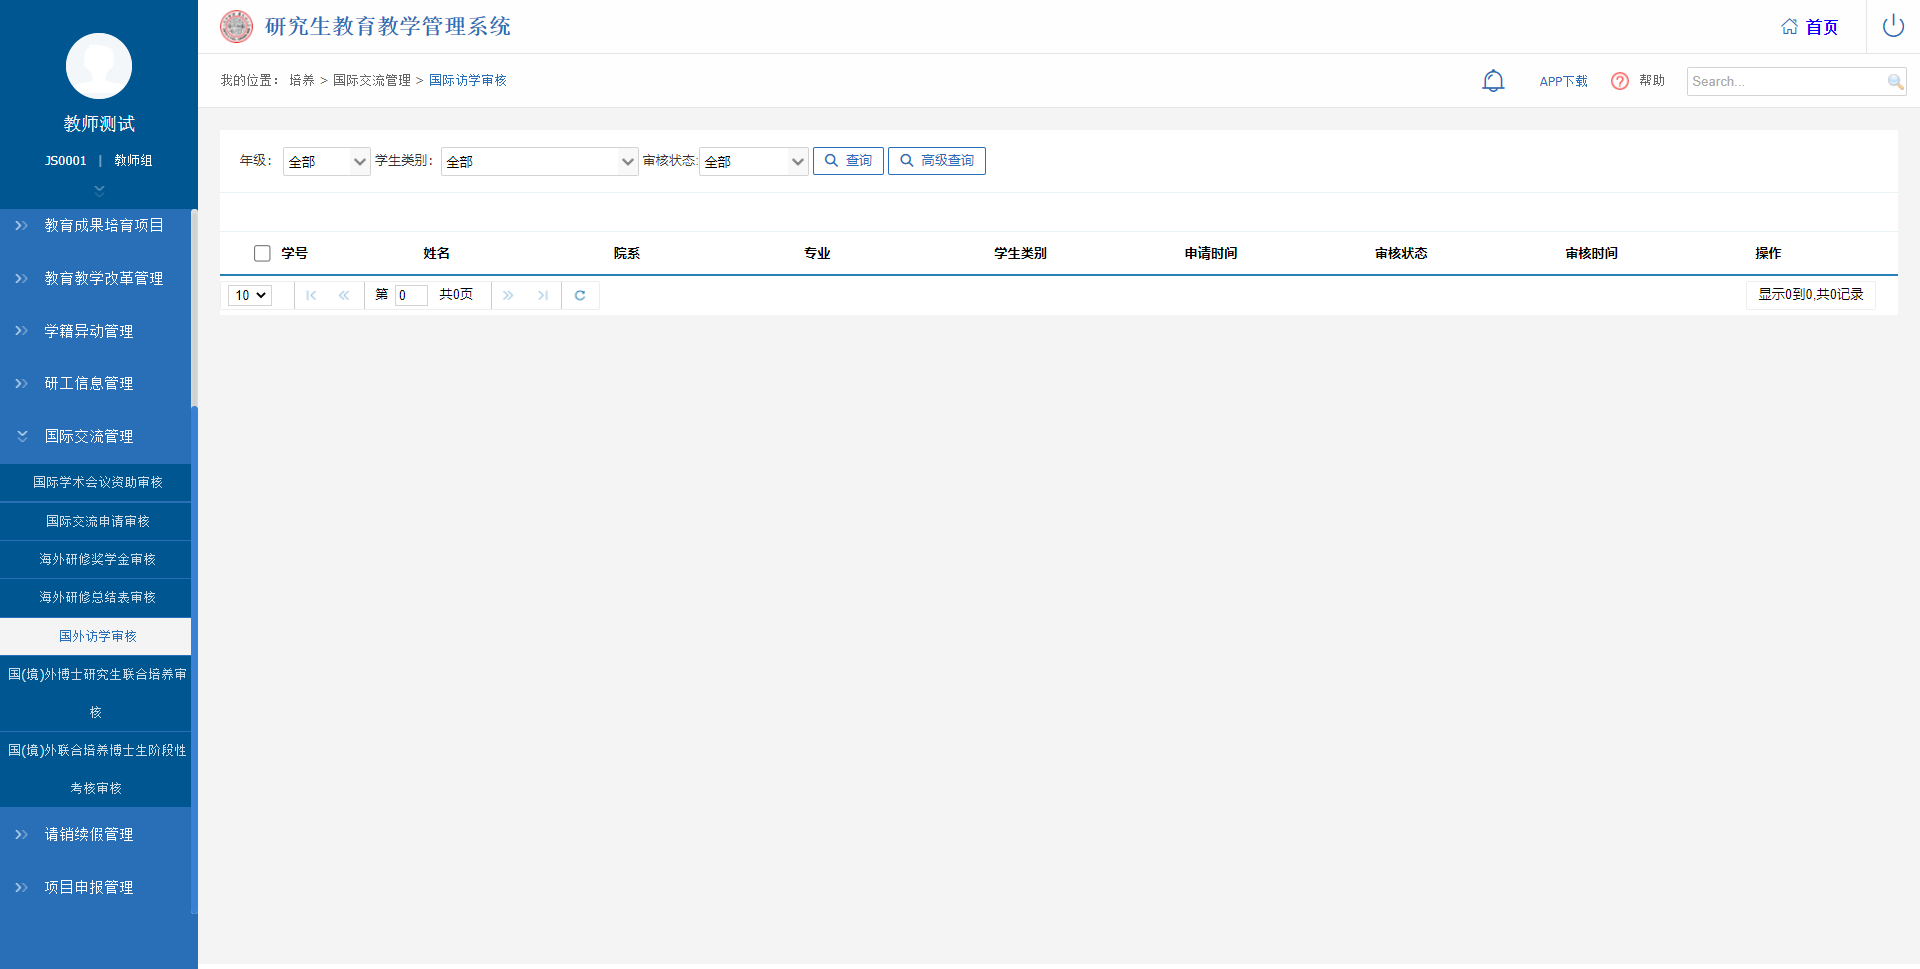 研究生教育教学管理系统
首页
教师测试
JS0001 | 教师组
我的位置： 培养 > 国际交流管理 > 国际访学审核
APP下载
帮助
Search...
年级： 全部 学生类别： 全部 审核状态: 全部 查询 高级查询
学号 姓名 院系 专业 学生类别 申请时间 审核状态 审核时间 操作
10 第 0 共0页 显示0到0,共0记录
教育成果培育项目
教育教学改革管理
学籍异动管理
研工信息管理
国际交流管理
国际学术会议资助审核
国际交流申请审核
海外研修奖学金审核
海外研修总结表审核
国外访学审核
国(境)外博士研究生联合培养审
核
国(境)外联合培养博士生阶段性
考核审核
请销续假管理
项目申报管理